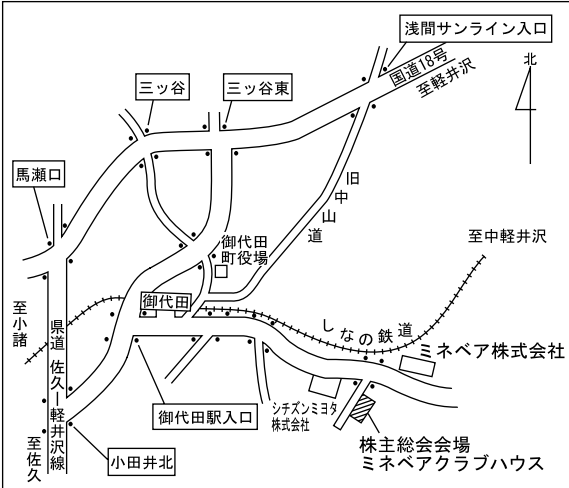 浅間サンライン入口
国道18号
至軽井沢
北
三ッ谷
三ッ谷東
馬瀬口
旧中山道
御代田
町役場
至中軽井沢
御代田
しなの鉄道
至小諸
県道 佐久ー軽井沢線
ミネベア株式会社
シチズンミヨタ
株式会社
御代田駅入口
小田井北
至佐久
株主総会会場
ミネベアクラブハウス